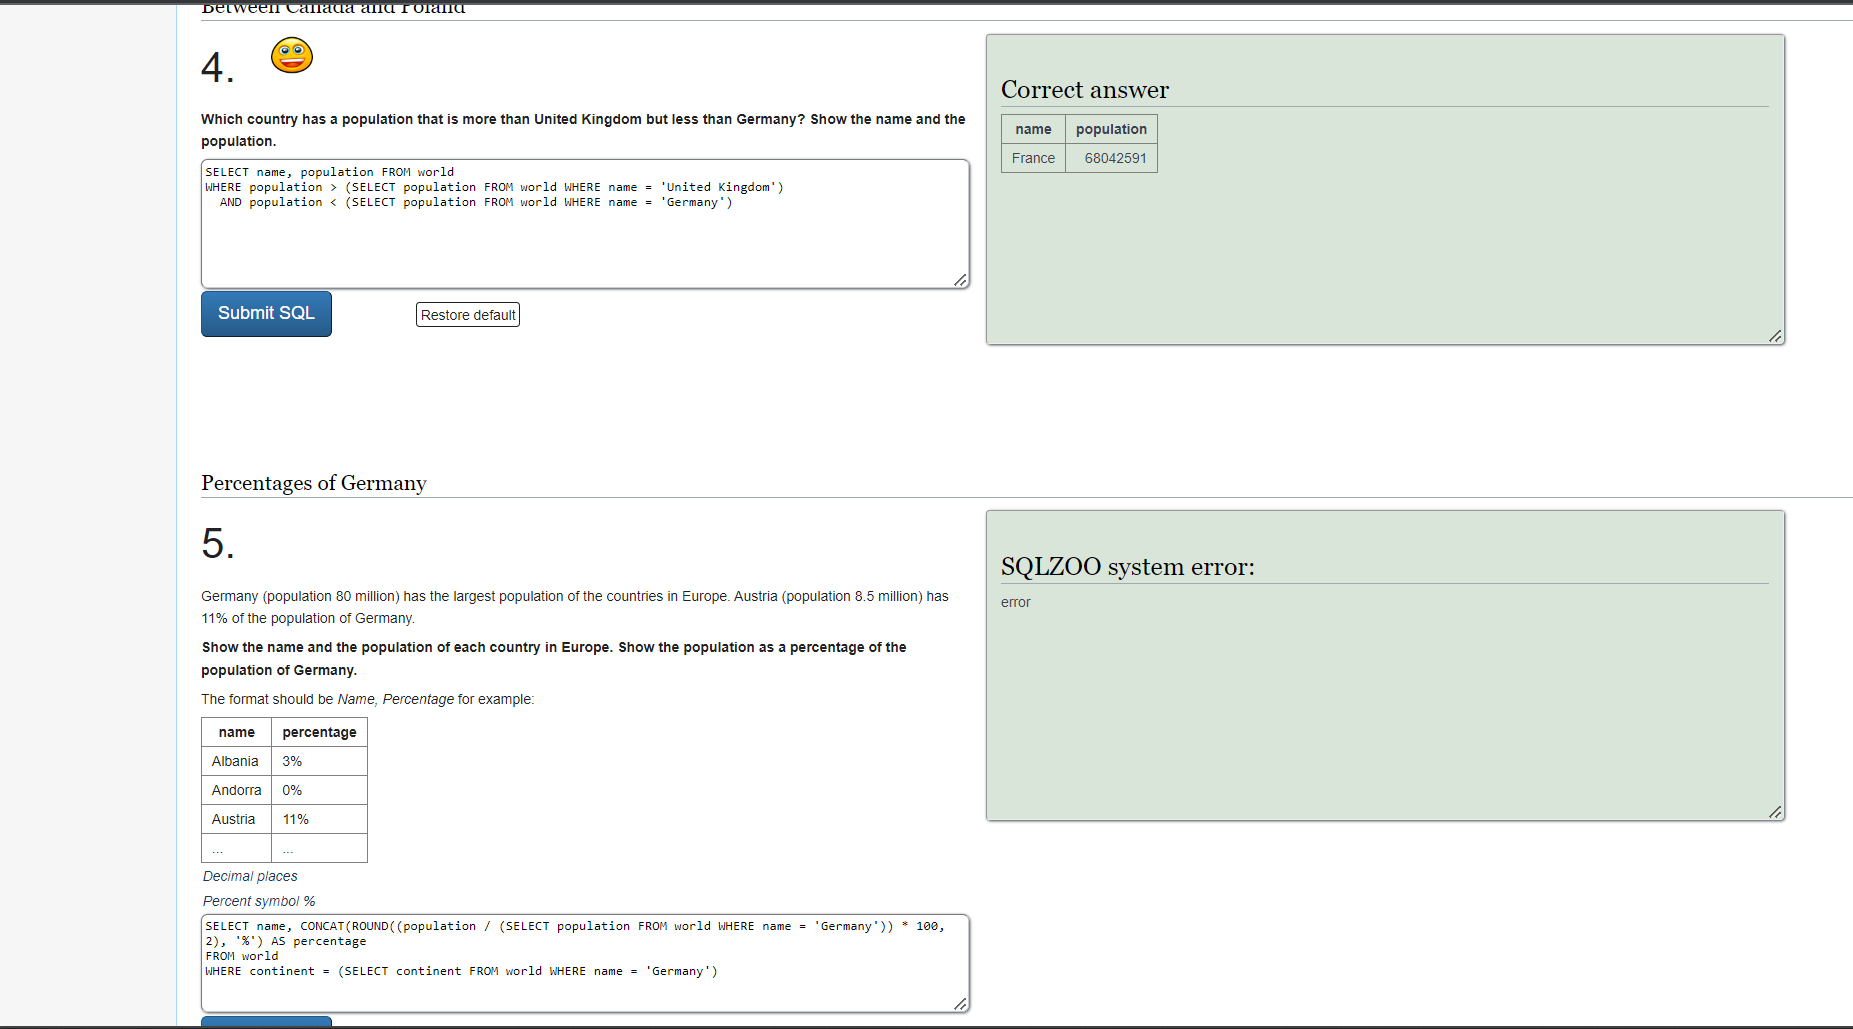 Between Canada and Poland
4.
Which country has a population that is more than United Kingdom but less than Germany? Show the name and the
population.
SELECT name, population FROM world
WHERE population > (SELECT population FROM world WHERE name = 'United Kingdom')
  AND population < (SELECT population FROM world WHERE name = 'Germany')
Submit SQL
Restore default
Correct answer
name population
France 68042591
Percentages of Germany
5.
Germany (population 80 million) has the largest population of the countries in Europe. Austria (population 8.5 million) has
11% of the population of Germany.
Show the name and the population of each country in Europe. Show the population as a percentage of the
population of Germany.
The format should be Name, Percentage for example:
name percentage
Albania 3%
Andorra 0%
Austria 11%
... ...
Decimal places
Percent symbol %
SELECT name, CONCAT(ROUND((population / (SELECT population FROM world WHERE name = 'Germany')) * 100,
2), '%') AS percentage
FROM world
WHERE continent = (SELECT continent FROM world WHERE name = 'Germany')
SQLZOO system error:
error